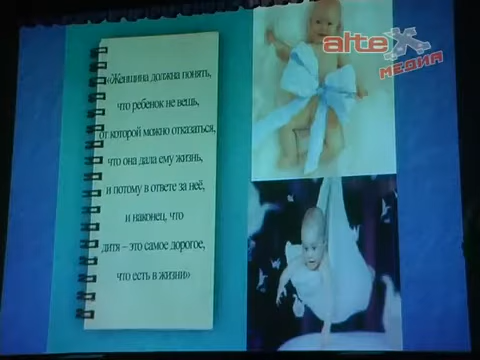 alteX
МЕДИА
«Женщина должна понять,
что ребенок не вещь,
от которой можно отказаться,
что она дала ему жизнь,
и потому в ответе за неё,
и наконец, что
дитя – это самое дорогое,
что есть в жизни»